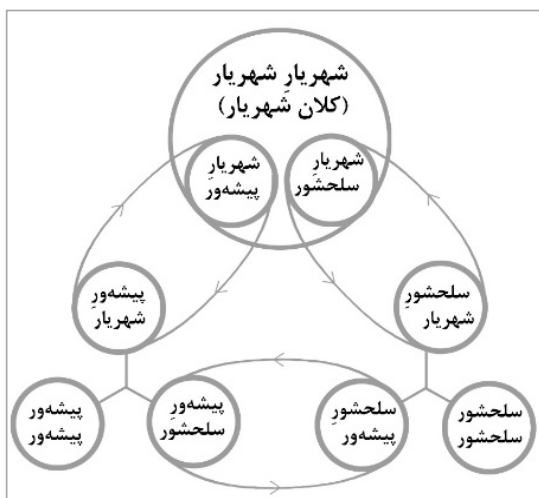 شهریارِ شهریار
(کلان شهریار)
شهریارِ
سلحشور
شهریارِ
پیشه‌ور
سلحشورِ
شهریار
پیشه‌ورِ
شهریار
سلحشور
سلحشور
سلحشورِ
پیشه‌ور
پیشه‌ورِ
سلحشور
پیشه‌ور
پیشه‌ور